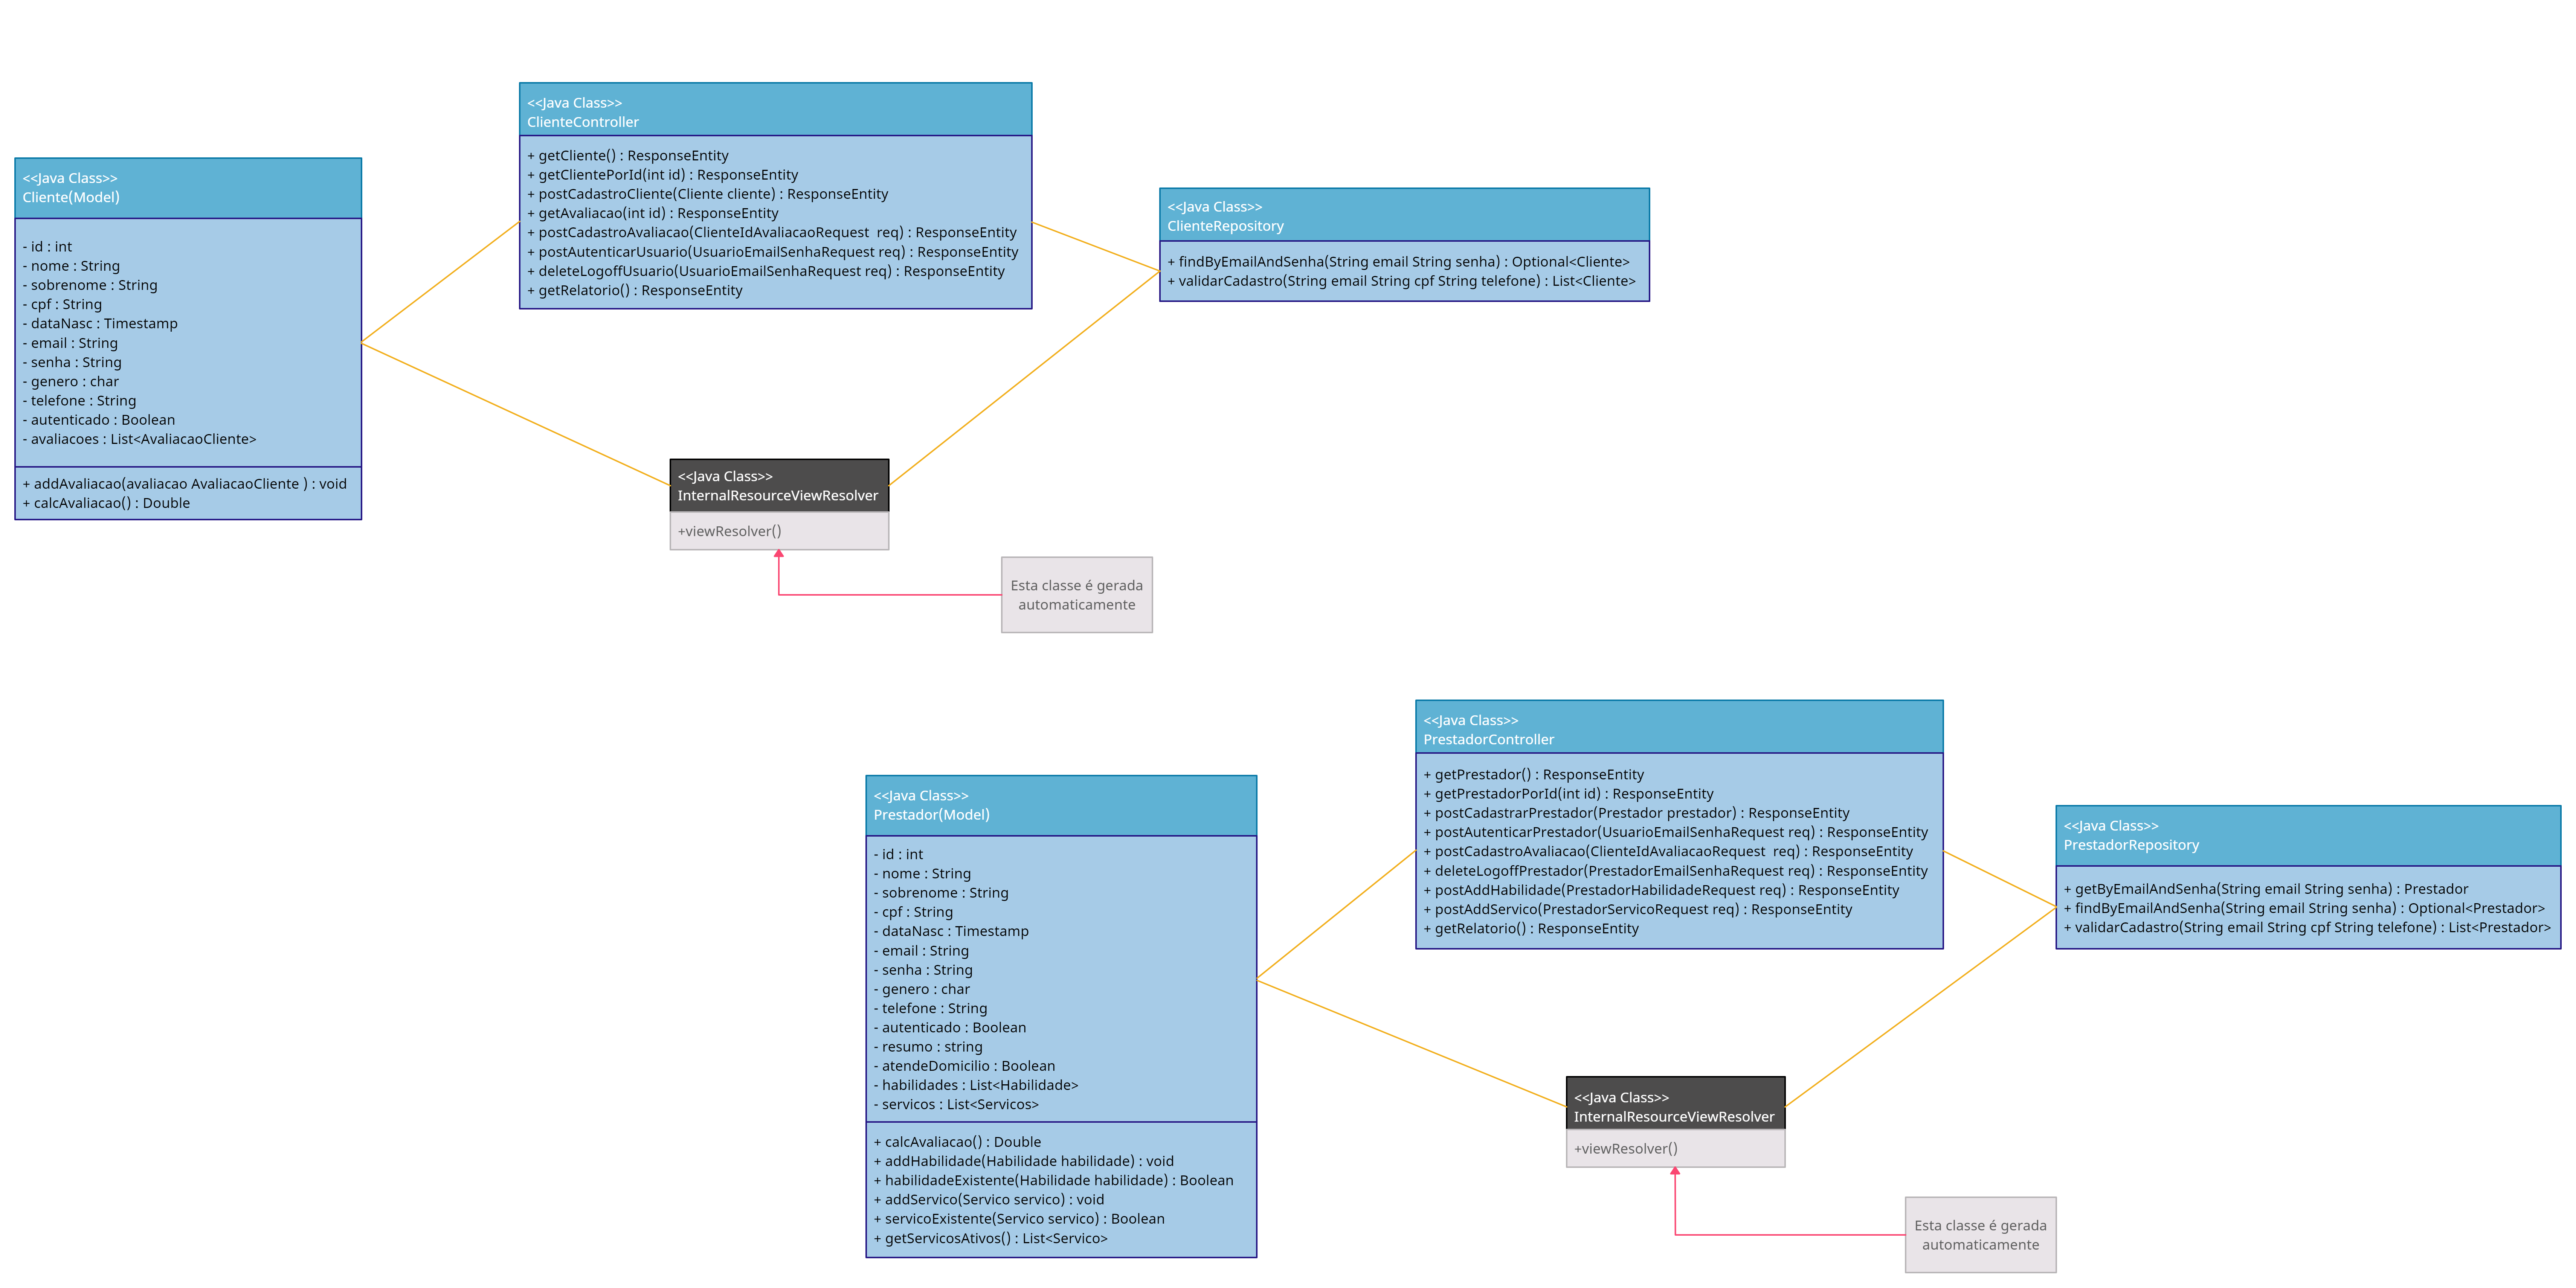 <<Java Class>>
ClienteController
+ getCliente() : ResponseEntity
+ getClientePorId(int id) : ResponseEntity
+ postCadastroCliente(Cliente cliente) : ResponseEntity
+ getAvaliacao(int id) : ResponseEntity
+ postCadastroAvaliacao(ClienteIdAvaliacaoRequest  req) : ResponseEntity
+ postAutenticarUsuario(UsuarioEmailSenhaRequest req) : ResponseEntity
+ deleteLogoffUsuario(UsuarioEmailSenhaRequest req) : ResponseEntity
+ getRelatorio() : ResponseEntity
<<Java Class>>
Cliente(Model)
- id : int
- nome : String
- sobrenome : String
- cpf : String
- dataNasc : Timestamp
- email : String
- senha : String
- genero : char
- telefone : String
- autenticado : Boolean
- avaliacoes : List<AvaliacaoCliente>
+ addAvaliacao(avaliacao AvaliacaoCliente ) : void
+ calcAvaliacao() : Double
<<Java Class>>
ClienteRepository
+ findByEmailAndSenha(String email String senha) : Optional<Cliente>
+ validarCadastro(String email String cpf String telefone) : List<Cliente>
<<Java Class>>
InternalResourceViewResolver
+viewResolver()
Esta classe é gerada
automaticamente
<<Java Class>>
PrestadorController
+ getPrestador() : ResponseEntity
+ getPrestadorPorId(int id) : ResponseEntity
+ postCadastrarPrestador(Prestador prestador) : ResponseEntity
+ postAutenticarPrestador(UsuarioEmailSenhaRequest req) : ResponseEntity
+ postCadastroAvaliacao(ClienteIdAvaliacaoRequest  req) : ResponseEntity
+ deleteLogoffPrestador(PrestadorEmailSenhaRequest req) : ResponseEntity
+ postAddHabilidade(PrestadorHabilidadeRequest req) : ResponseEntity
+ postAddServico(PrestadorServicoRequest req) : ResponseEntity
+ getRelatorio() : ResponseEntity
<<Java Class>>
Prestador(Model)
- id : int
- nome : String
- sobrenome : String
- cpf : String
- dataNasc : Timestamp
- email : String
- senha : String
- genero : char
- telefone : String
- autenticado : Boolean
- resumo : string
- atendeDomicilio : Boolean
- habilidades : List<Habilidade>
- servicos : List<Servicos>
+ calcAvaliacao() : Double
+ addHabilidade(Habilidade habilidade) : void
+ habilidadeExistente(Habilidade habilidade) : Boolean
+ addServico(Servico servico) : void
+ servicoExistente(Servico servico) : Boolean
+ getServicosAtivos() : List<Servico>
<<Java Class>>
PrestadorRepository
+ getByEmailAndSenha(String email String senha) : Prestador
+ findByEmailAndSenha(String email String senha) : Optional<Prestador>
+ validarCadastro(String email String cpf String telefone) : List<Prestador>
<<Java Class>>
InternalResourceViewResolver
+viewResolver()
Esta classe é gerada
automaticamente